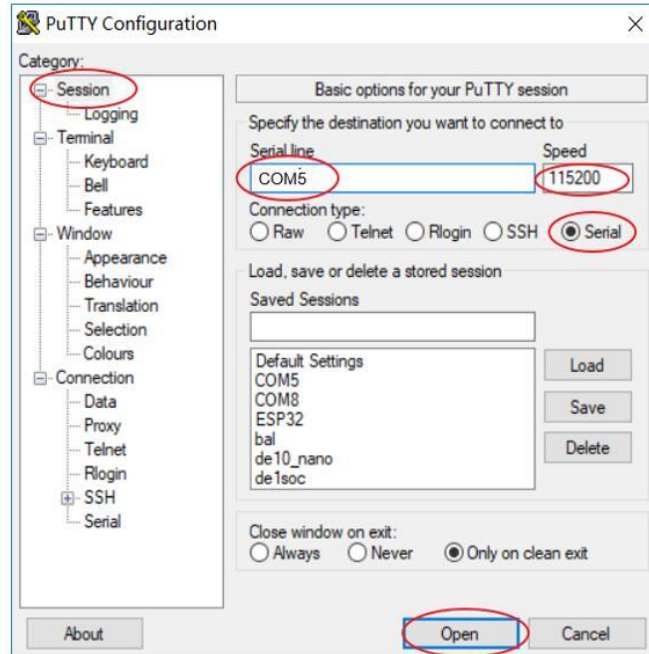 PuTTY Configuration
Category:
Session
Logging
Terminal
Keyboard
Bell
Features
Window
Appearance
Behaviour
Translation
Selection
Colours
Connection
Data
Proxy
Telnet
Rlogin
SSH
Serial
Basic options for your PuTTY session
Specify the destination you want to connect to
Serial line Speed
COM5 115200
Connection type:
Raw Telnet Rlogin SSH Serial
Load, save or delete a stored session
Saved Sessions
Default Settings
COM5
COM8
ESP32
bal
de10_nano
de1soc
Load
Save
Delete
Close window on exit:
Always Never Only on clean exit
About Open Cancel